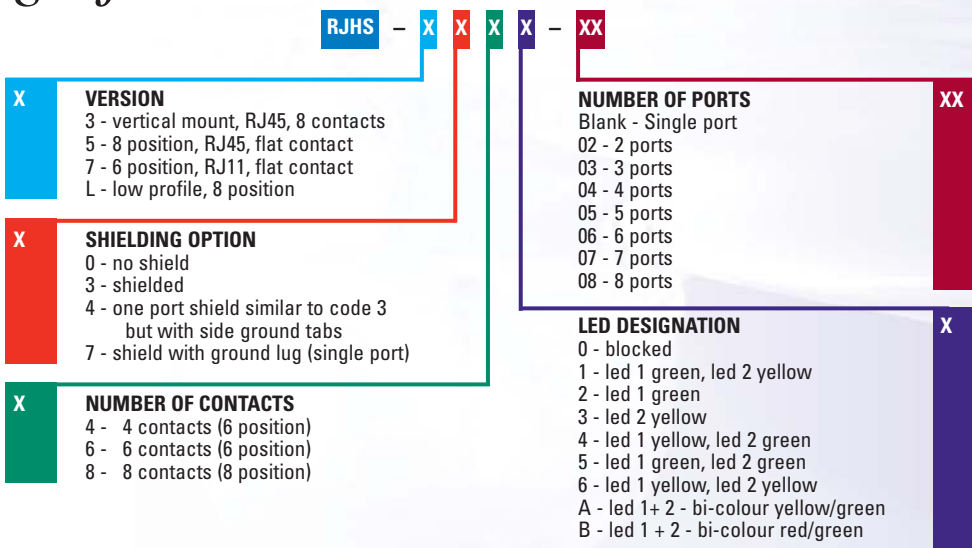 RJHS – X X X X – XX
X VERSION
3 - vertical mount, RJ45, 8 contacts
5 - 8 position, RJ45, flat contact
7 - 6 position, RJ11, flat contact
L - low profile, 8 position
X SHIELDING OPTION
0 - no shield
3 - shielded
4 - one port shield similar to code 3
but with side ground tabs
7 - shield with ground lug (single port)
X NUMBER OF CONTACTS
4 - 4 contacts (6 position)
6 - 6 contacts (6 position)
8 - 8 contacts (8 position)
NUMBER OF PORTS XX
Blank - Single port
02 - 2 ports
03 - 3 ports
04 - 4 ports
05 - 5 ports
06 - 6 ports
07 - 7 ports
08 - 8 ports
LED DESIGNATION X
0 - blocked
1 - led 1 green, led 2 yellow
2 - led 1 green
3 - led 2 yellow
4 - led 1 yellow, led 2 green
5 - led 1 green, led 2 green
6 - led 1 yellow, led 2 yellow
A - led 1+ 2 - bi-colour yellow/green
B - led 1 + 2 - bi-colour red/green